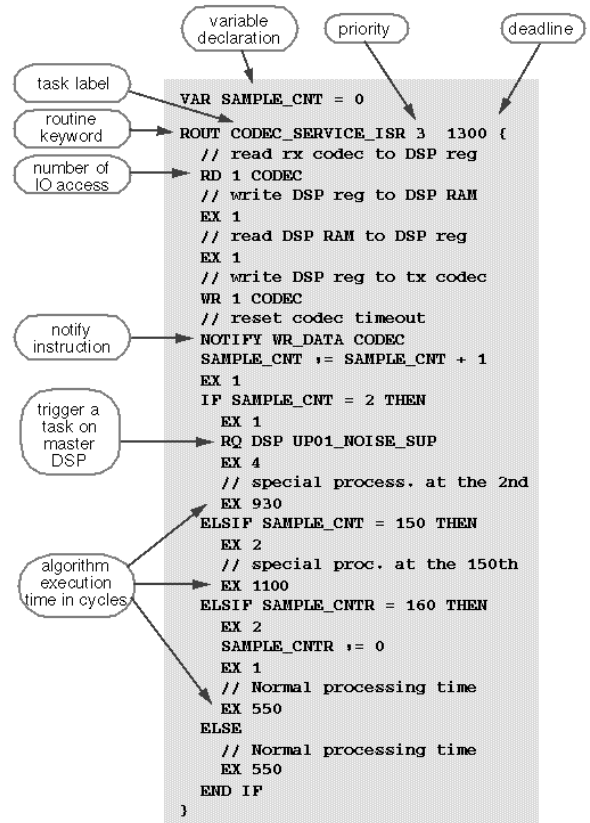 variable
declaration
priority
deadline
task label
routine
keyword
number of
IO access
notify
instruction
trigger a
task on
master
DSP
algorithm
execution
time in cycles
VAR SAMPLE_CNT = 0
ROUT CODEC_SERVICE_ISR 3 1300 {
// read rx codec to DSP reg
RD 1 CODEC
// write DSP reg to DSP RAM
EX 1
// read DSP RAM to DSP reg
EX 1
// write DSP reg to tx codec
WR 1 CODEC
// reset codec timeout
NOTIFY WR_DATA CODEC
SAMPLE_CNT := SAMPLE_CNT + 1
EX 1
IF SAMPLE_CNT = 2 THEN
EX 1
RQ DSP UP01_NOISE_SUP
EX 4
// special process. at the 2nd
EX 930
ELSIF SAMPLE_CNT = 150 THEN
EX 2
// special proc. at the 150th
EX 1100
ELSIF SAMPLE_CNTR = 160 THEN
EX 2
SAMPLE_CNTR := 0
EX 1
// Normal processing time
EX 550
ELSE
// Normal processing time
EX 550
END IF
}